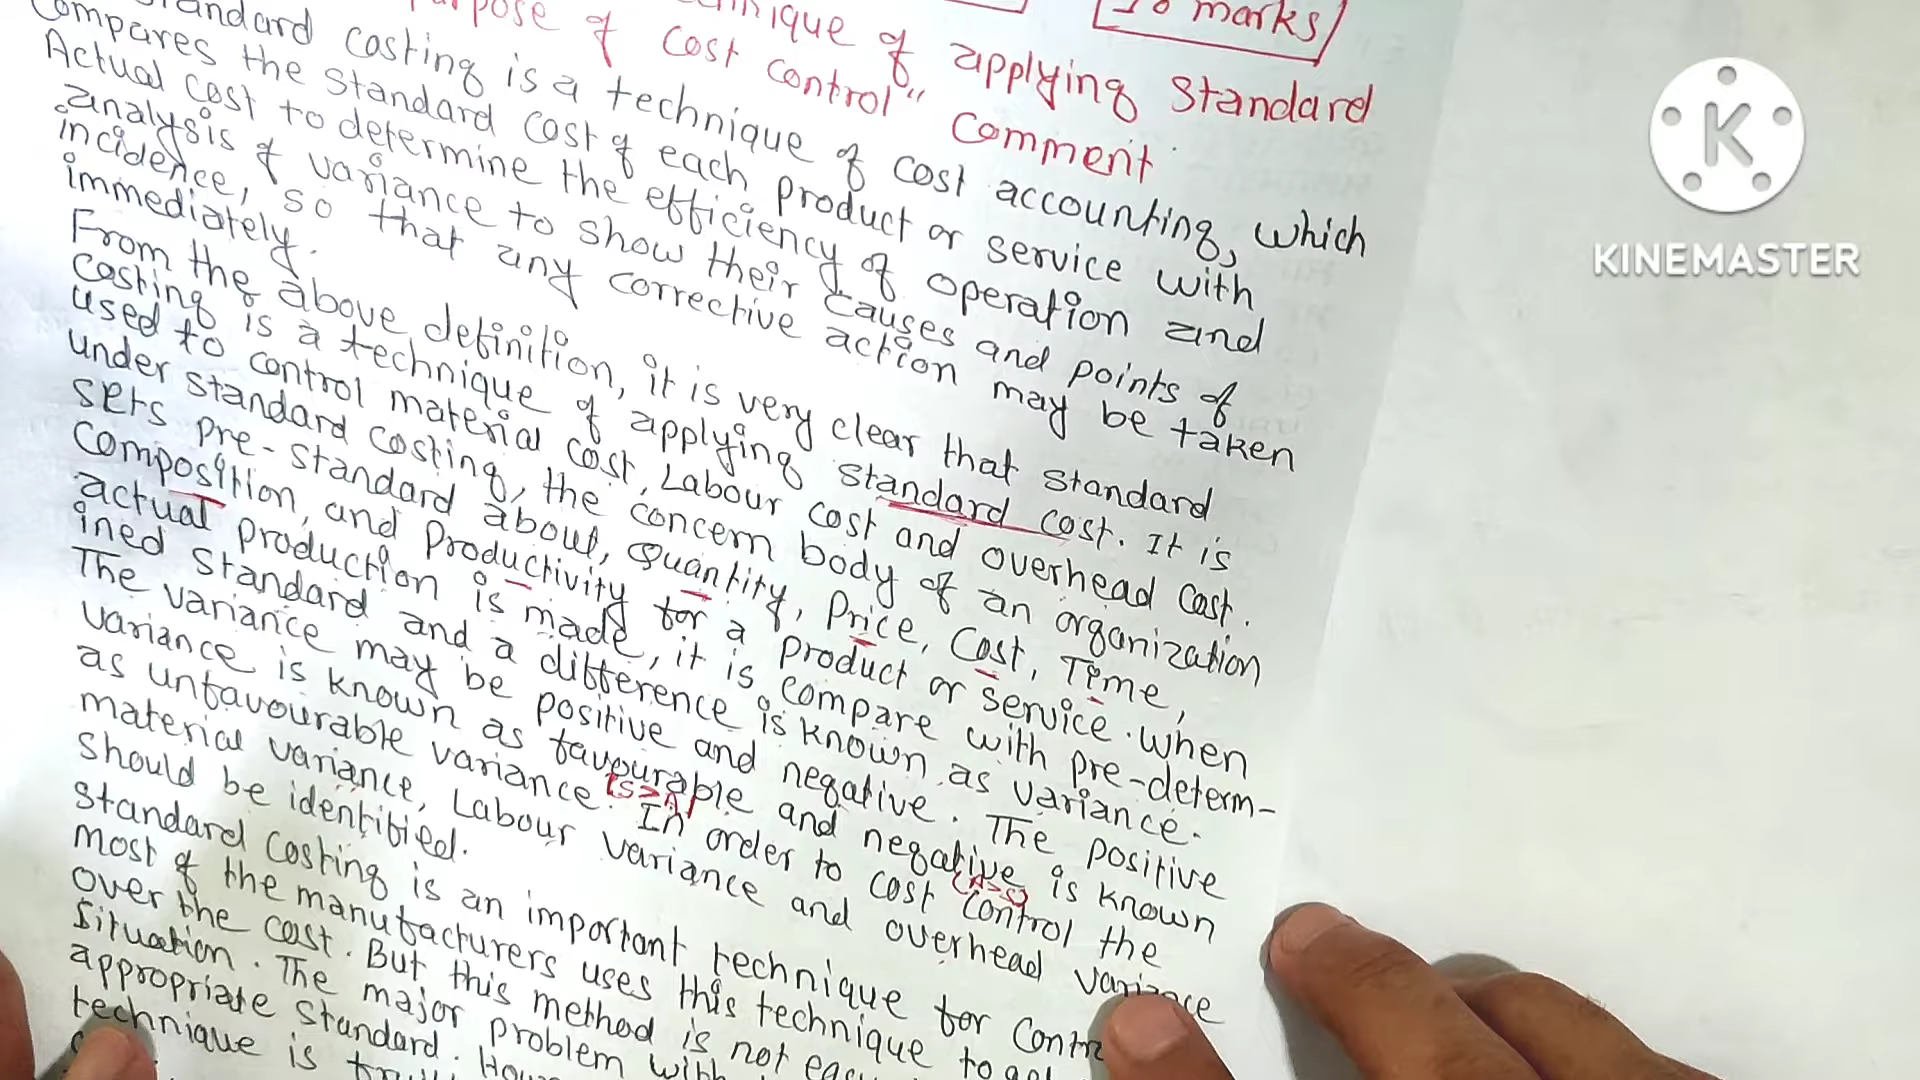 technique of applying standard
purpose of cost control" Comment
[10 marks]
Standard costing is a technique of cost accounting, which
compares the standard cost of each product or service with
Actual cost to determine the efficiency of operation and
analysis of variance to show their causes and points of
incidence, so that any corrective action may be taken
immediately.
From the above definition, it is very clear that standard
costing is a technique of applying standard cost. It is
used to control material cost, Labour cost and overhead cost.
under standard costing, the concern body of an organization
sets pre-standard about, quantity, Price, Cost, Time,
composition, and Productivity for a product or service. When
actual production is made, it is compare with pre-determ-
ined standard and a difference is known as variance.
The variance may be positive and negative. The positive
variance is known as favourable and negative is known
(S>A)
(A>S)
as unfavourable variance. In order to cost control the
material variance, Labour variance and overhead variance
should be identified.
standard costing is an important technique for contr
most of the manufacturers uses this technique to
over the cost. But this method is not easy
situation. The major problem with
appropriate standard.
technique is
KINEMASTER